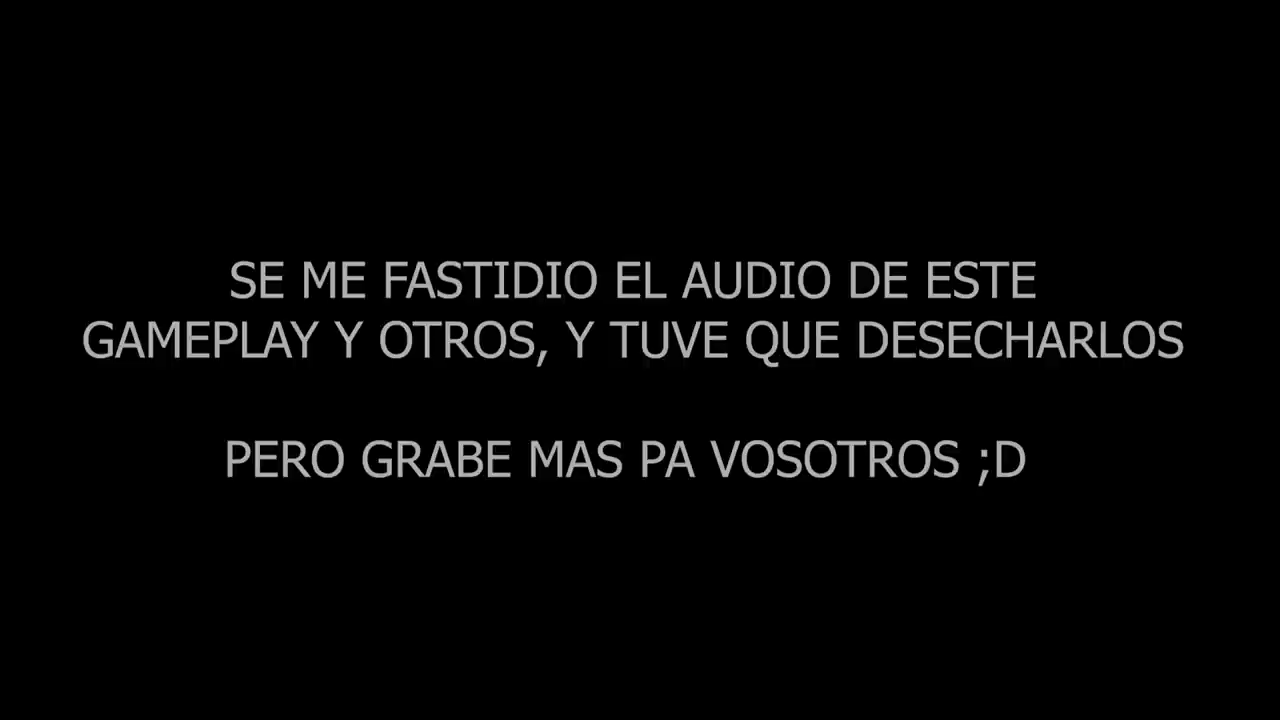 SE ME FASTIDIO EL AUDIO DE ESTE
GAMEPLAY Y OTROS, Y TUVE QUE DESECHARLOS
PERO GRABE MAS PA VOSOTROS ;D